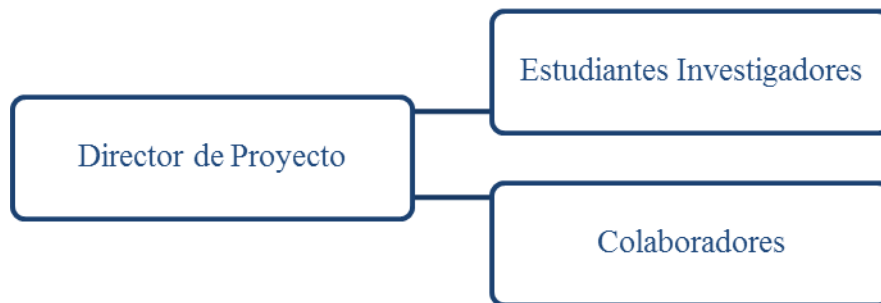 Estudiantes Investigadores
Director de Proyecto
Colaboradores